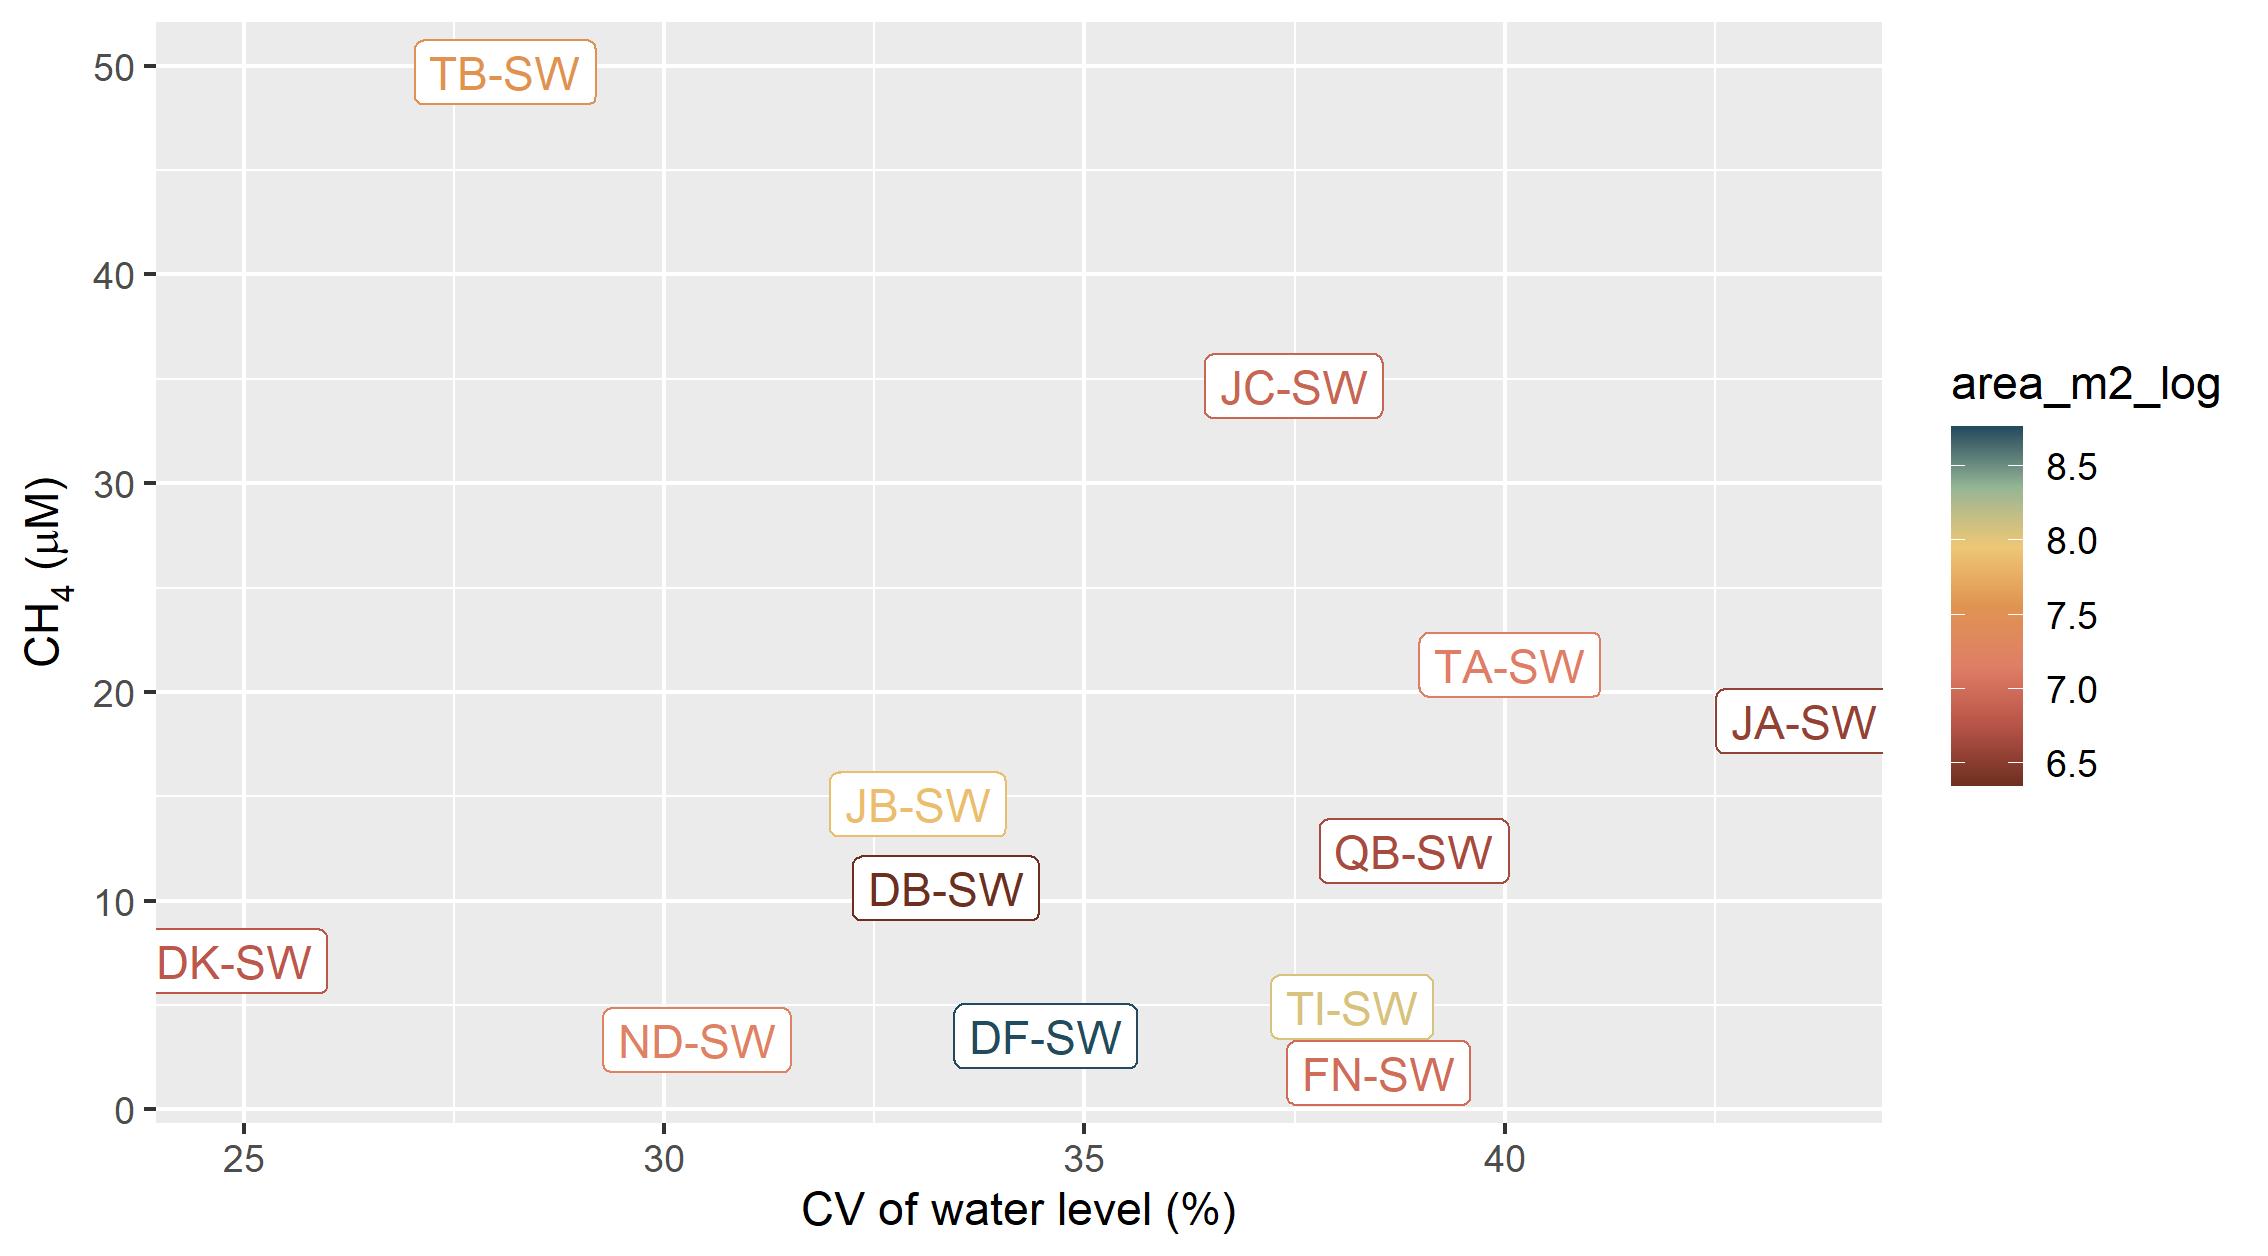 50
40
30
20
10
0
CH4 (μM)
TB-SW
JC-SW
TA-SW
JA-SW
JB-SW
QB-SW
DB-SW
DK-SW
TI-SW
ND-SW
DF-SW
FN-SW
25 30 35 40
CV of water level (%)
area_m2_log
8.5
8.0
7.5
7.0
6.5